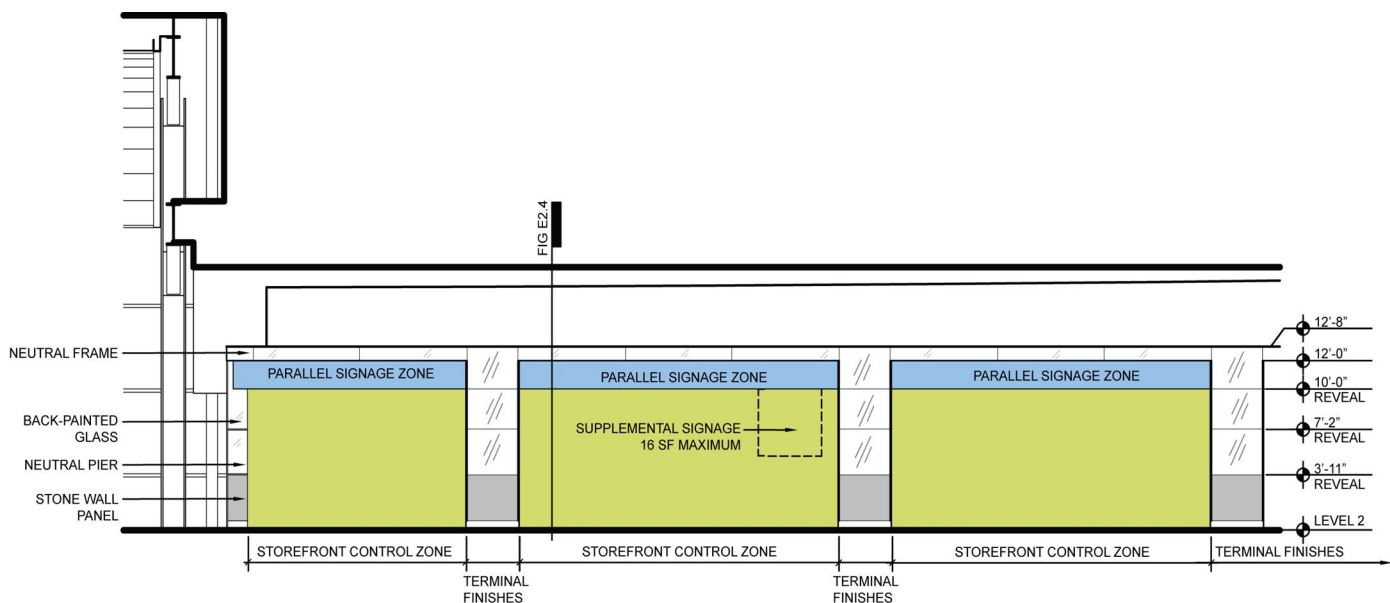 FIG E2.4
12'-8"
NEUTRAL FRAME
12'-0"
PARALLEL SIGNAGE ZONE
PARALLEL SIGNAGE ZONE
PARALLEL SIGNAGE ZONE
10'-0"
REVEAL
BACK-PAINTED
GLASS
SUPPLEMENTAL SIGNAGE
16 SF MAXIMUM
7'-2"
REVEAL
NEUTRAL PIER
3'-11"
REVEAL
STONE WALL
PANEL
LEVEL 2
STOREFRONT CONTROL ZONE
STOREFRONT CONTROL ZONE
STOREFRONT CONTROL ZONE
TERMINAL FINISHES
TERMINAL
FINISHES
TERMINAL
FINISHES